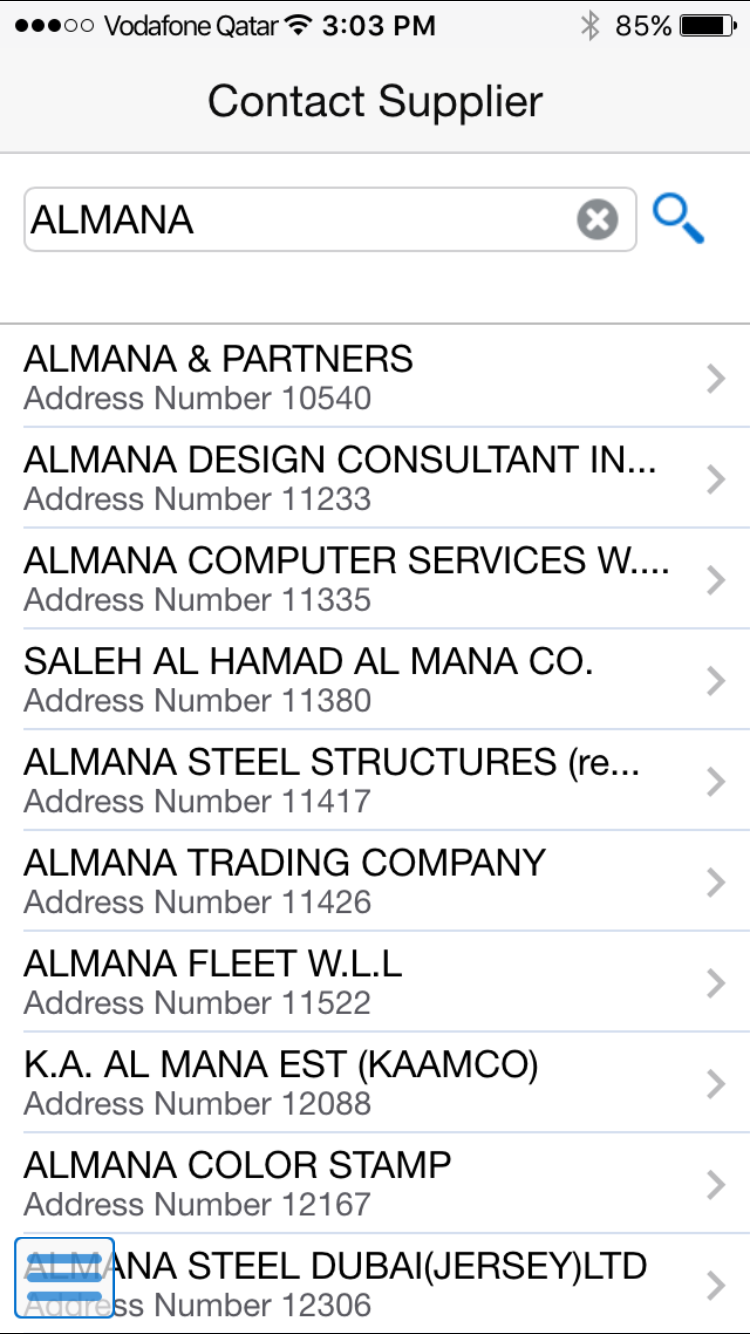 Vodafone Qatar 3:03 PM 85%
Contact Supplier
ALMANA
ALMANA & PARTNERS
Address Number 10540
ALMANA DESIGN CONSULTANT IN...
Address Number 11233
ALMANA COMPUTER SERVICES W....
Address Number 11335
SALEH AL HAMAD AL MANA CO.
Address Number 11380
ALMANA STEEL STRUCTURES (re...
Address Number 11417
ALMANA TRADING COMPANY
Address Number 11426
ALMANA FLEET W.L.L
Address Number 11522
K.A. AL MANA EST (KAAMCO)
Address Number 12088
ALMANA COLOR STAMP
Address Number 12167
ALMANA STEEL DUBAI(JERSEY)LTD
Address Number 12306